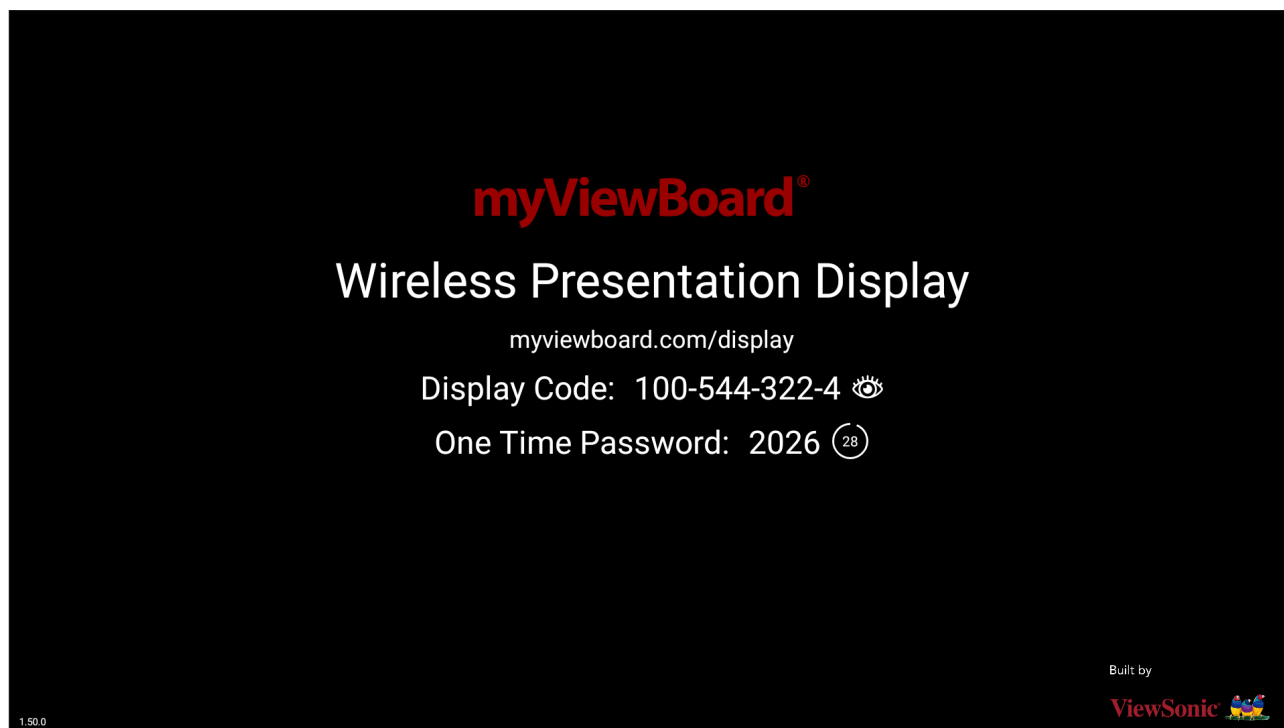 myViewBoard®
Wireless Presentation Display
myviewboard.com/display
Display Code: 100-544-322-4
One Time Password: 2026 28
Built by
ViewSonic
1.50.0